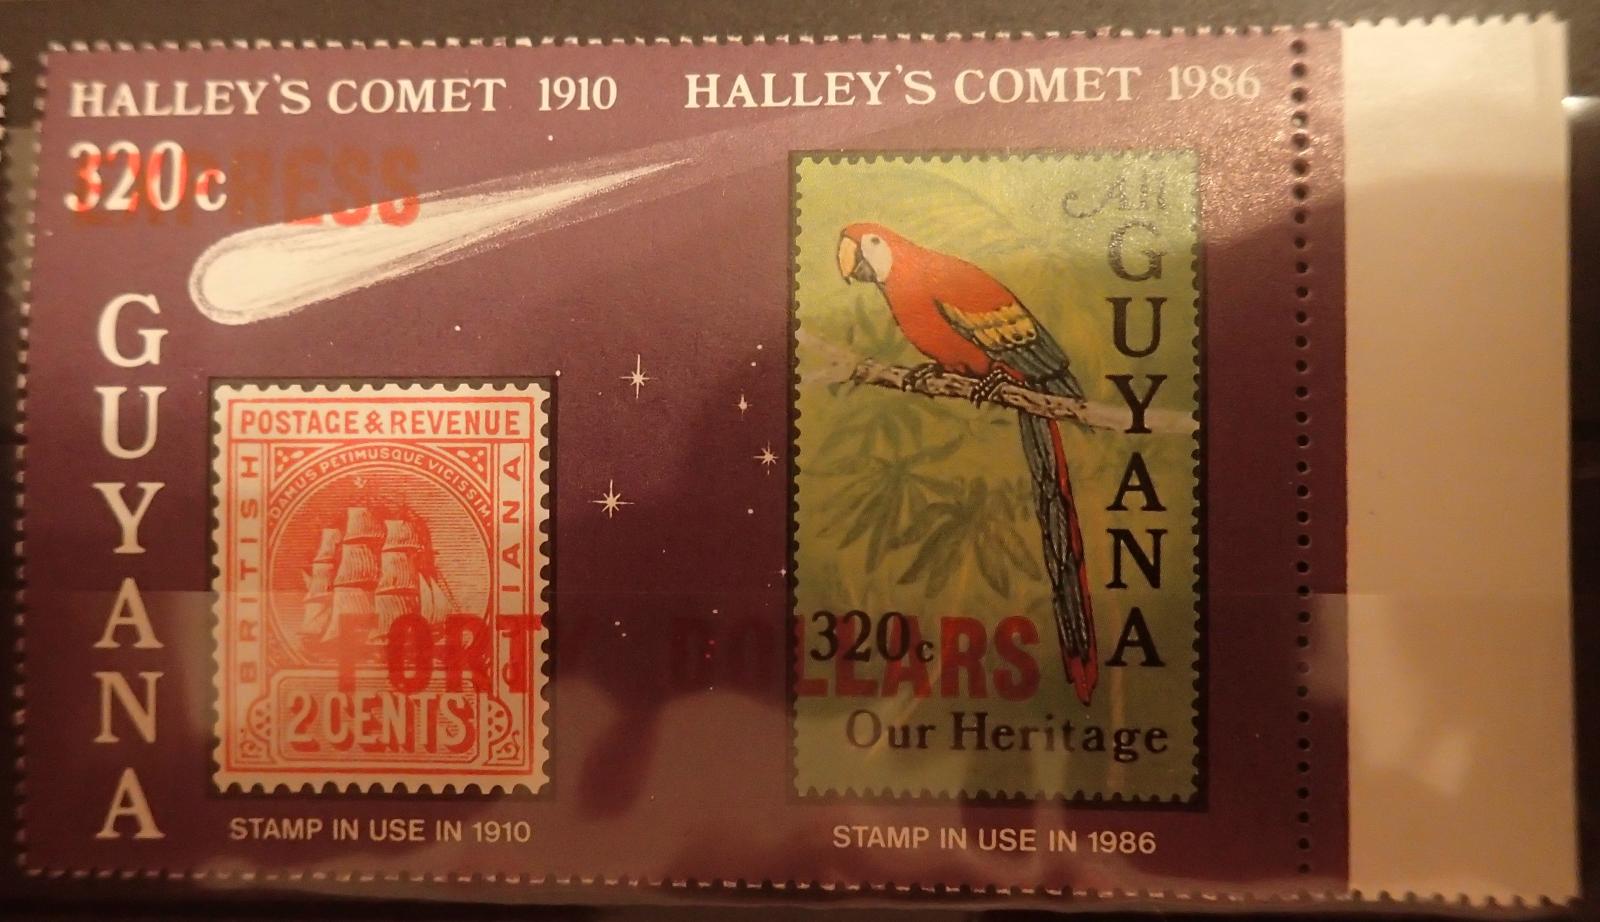 HALLEY'S COMET 1910
HALLEY'S COMET 1986
320c
EXPRESS
GUYANA
POSTAGE & REVENUE
BRITISH
DAMUS PETIMUSQUE VICISSIM
GUIANA
2 CENTS
STAMP IN USE IN 1910
GUYANA
320c
Our Heritage
FORTY DOLLARS
STAMP IN USE IN 1986